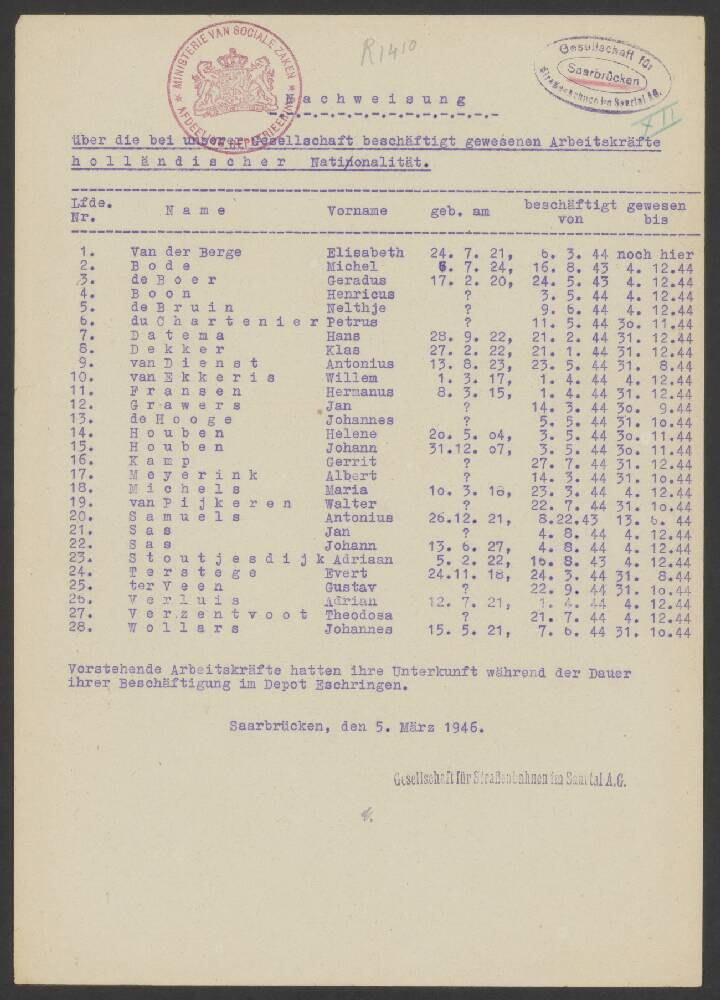 MINISTERIE VAN SOCIALE ZAKEN
R1410
Gesellschaft für
Saarbrücken
Straßenbahnen im Saartal AG.
XII
Nachweisung
über die bei unserer Gesellschaft beschäftigt gewesenen Arbeitskräfte
holländischer Nationalität.
Lfde. Nr. Name Vorname geb. am beschäftigt gewesen von bis
1. Van der Berge Elisabeth 24. 7. 21, 6. 3. 44 noch hier
2. Bode Michel 6. 7. 24, 16. 8. 43 4. 12.44
3. de Boer Geradus 17. 2. 20, 24. 5. 43 4. 12.44
4. Boon Henricus ? 3. 5. 44 4. 12.44
5. de Bruin Nelthje ? 9. 6. 44 4. 12.44
6. du Chartenier Petrus ? 11. 5. 44 30. 11.44
7. Datema Hans 28. 9. 22, 21. 2. 44 31. 12.44
8. Dekker Klas 27. 2. 22, 21. 1. 44 31. 12.44
9. van Dienst Antonius 13. 8. 23, 23. 5. 44 31. 8.44
10. van Ekkeris Willem 1. 3. 17, 1. 4. 44 4. 12.44
11. Fransen Hermanus 8. 3. 15, 1. 4. 44 31. 12.44
12. Grawers Jan ? 14. 3. 44 30. 9.44
13. de Hooge Johannes ? 5. 5. 44 31. 10.44
14. Houben Helene 20. 5. 04, 3. 5. 44 30. 11.44
15. Houben Johann 31.12. 07, 3. 5. 44 30. 11.44
16. Kamp Gerrit ? 27. 7. 44 31. 12.44
17. Meyerink Albert ? 14. 3. 44 31. 10.44
18. Michels Maria 10. 3. 18, 23. 3. 44 4. 12.44
19. van Pijkeren Walter ? 22. 7. 44 31. 10.44
20. Samuels Antonius 26.12. 21, 8.22.43 13. 6. 44
21. Sas Jan ? 4. 8. 44 4. 12.44
22. Sas Johann 13. 6. 27, 4. 8. 44 4. 12.44
23. Stoutjesdijk Adriaan 5. 2. 22, 16. 8. 43 4. 12.44
24. Terstege Evert 24.11. 18, 24. 3. 44 31. 8.44
25. ter Veen Gustav ? 22. 9. 44 31. 10.44
26. Verluis Adrian 12. 7. 21, 1. 4. 44 4. 12.44
27. Verzentvoot Theodosa ? 21. 7. 44 4. 12.44
28. Wollars Johannes 15. 5. 21, 7. 6. 44 31. 10.44
Vorstehende Arbeitskräfte hatten ihre Unterkunft während der Dauer
ihrer Beschäftigung im Depot Eschringen.
Saarbrücken, den 5. März 1946.
Gesellschaft für Straßenbahnen im Saartal A.G.